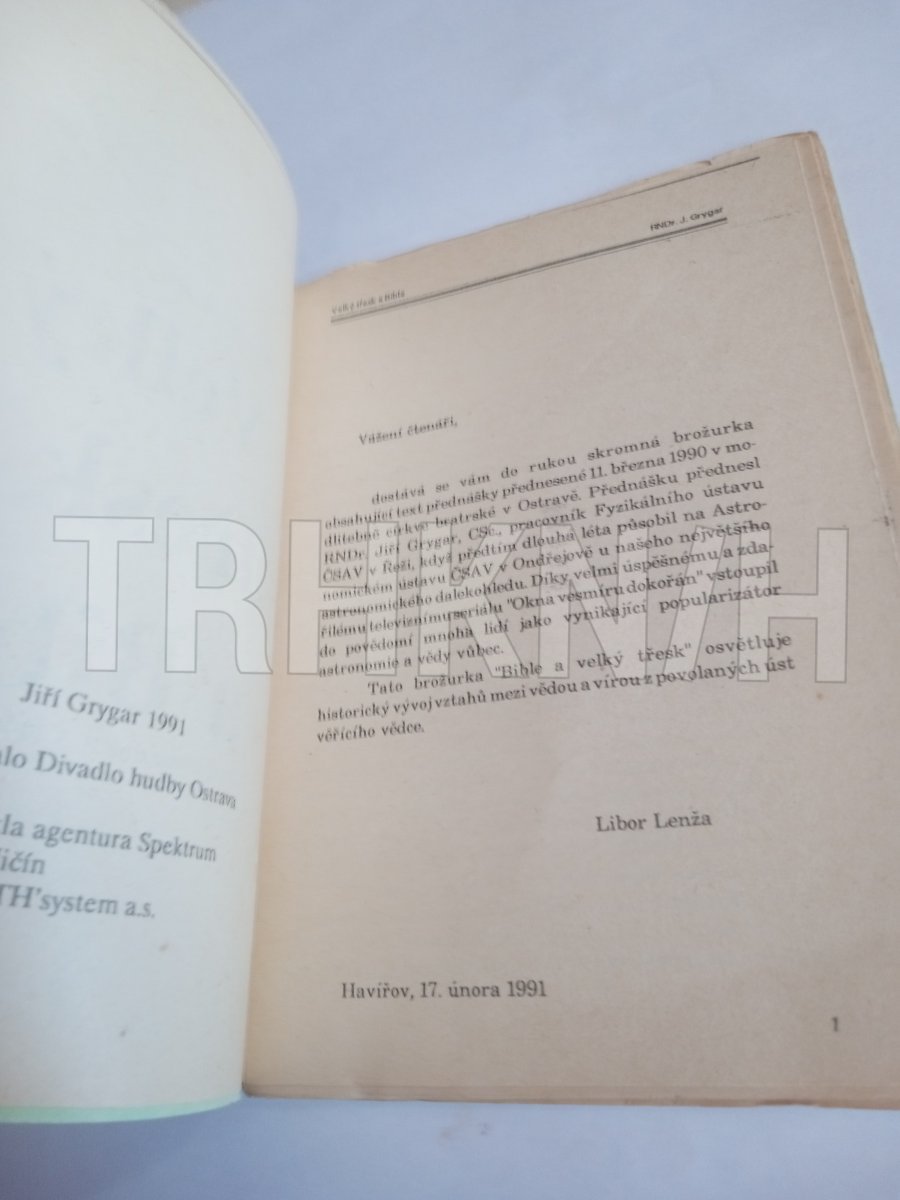 Jiří Grygar 1991
Divadlo hudby Ostrava
agentura Spektrum
TH'system a.s.
RNDr. J. Grygar
Velký třesk a Bible
Vážení čtenáři,
dostává se vám do rukou skromná brožurka
obsahující text přednášky přednesené 11. března 1990 v mo-
dlitebně církve bratrské v Ostravě. Přednášku přednesl
RNDr. Jiří Grygar, CSc., pracovník Fyzikálního ústavu
ČSAV v Řeži, když předtím dlouhá léta působil na Astro-
nomickém ústavu ČSAV v Ondřejově u našeho největšího
astronomického dalekohledu. Díky velmi úspěšnému a zda-
řilému televiznímu seriálu "Okna vesmíru dokořán" vstoupil
do povědomí mnoha lidí jako vynikající popularizátor
astronomie a vědy vůbec.
Tato brožurka "Bible a velký třesk" osvětluje
historický vývoj vztahů mezi vědou a vírou z povolaných úst
věřícího vědce.
Libor Lenža
Havířov, 17. února 1991
1